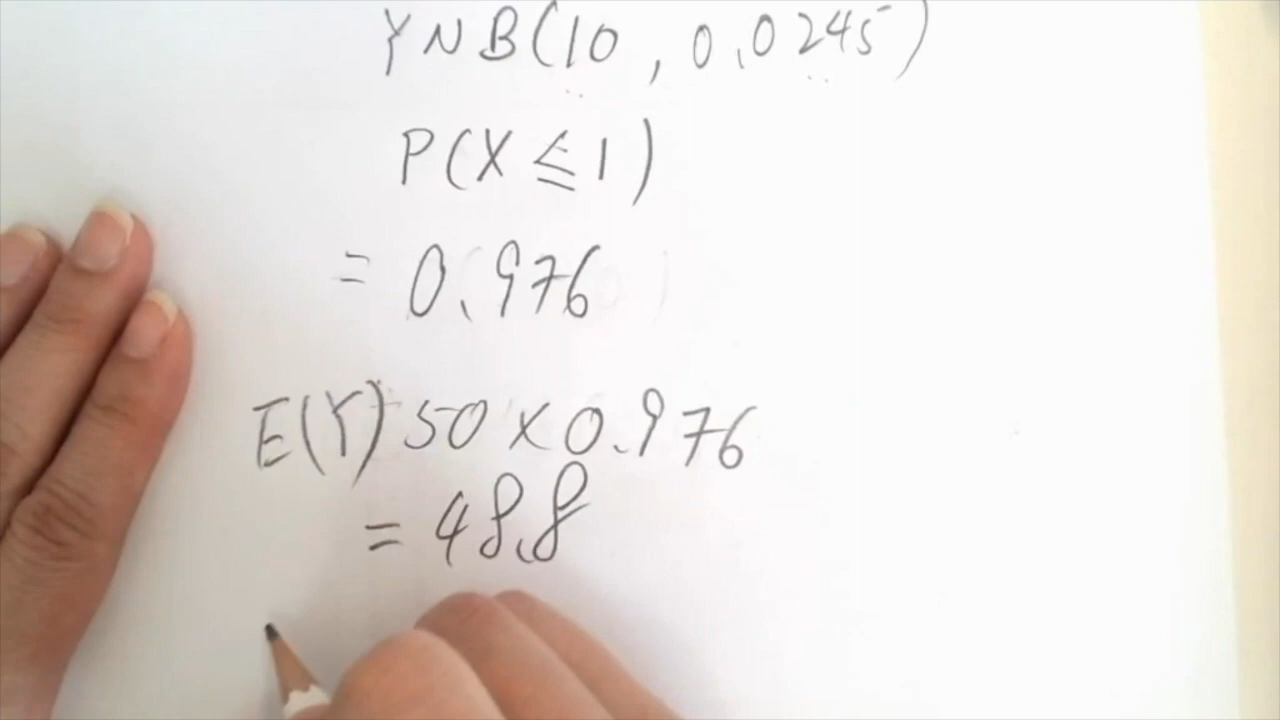 Y~B(10, 0.0245)
P(X ≤ 1)
= 0.976
E(Y) 50 × 0.976
= 48.8